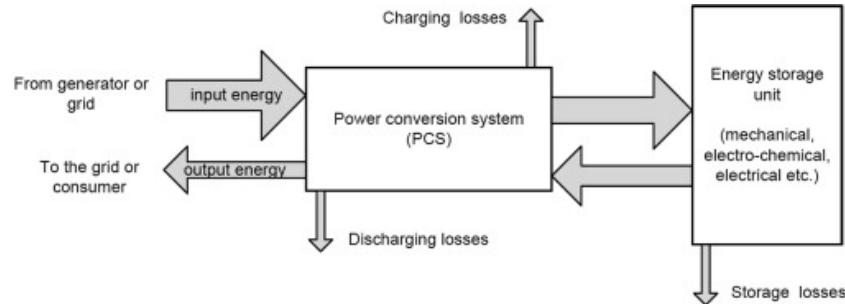 Charging losses
From generator or
grid
input energy
Power conversion system
(PCS)
Energy storage
unit
(mechanical,
electro-chemical,
electrical etc.)
To the grid or
consumer
output energy
Discharging losses
Storage losses